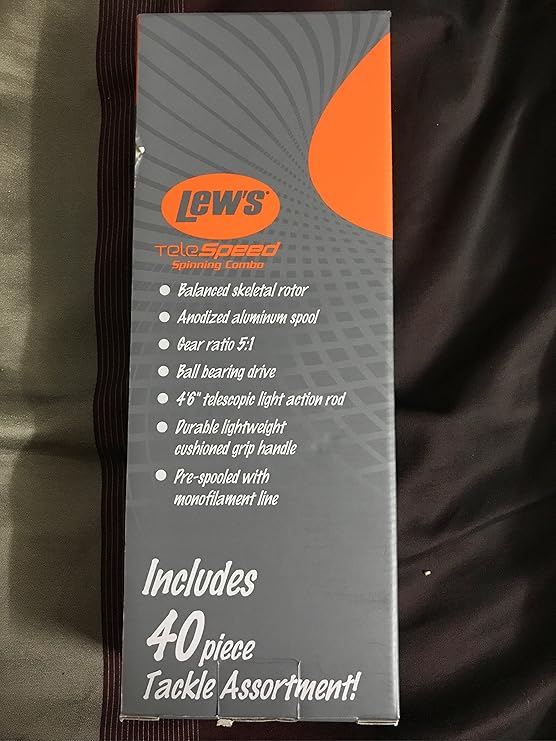 Lew's
TeleSpeed
Spinning Combo
Balanced skeletal rotor
Anodized aluminum spool
Gear ratio 5:1
Ball bearing drive
4'6" telescopic light action rod
Durable lightweight
cushioned grip handle
Pre-spooled with
monofilament line
Includes
40 piece
Tackle Assortment!